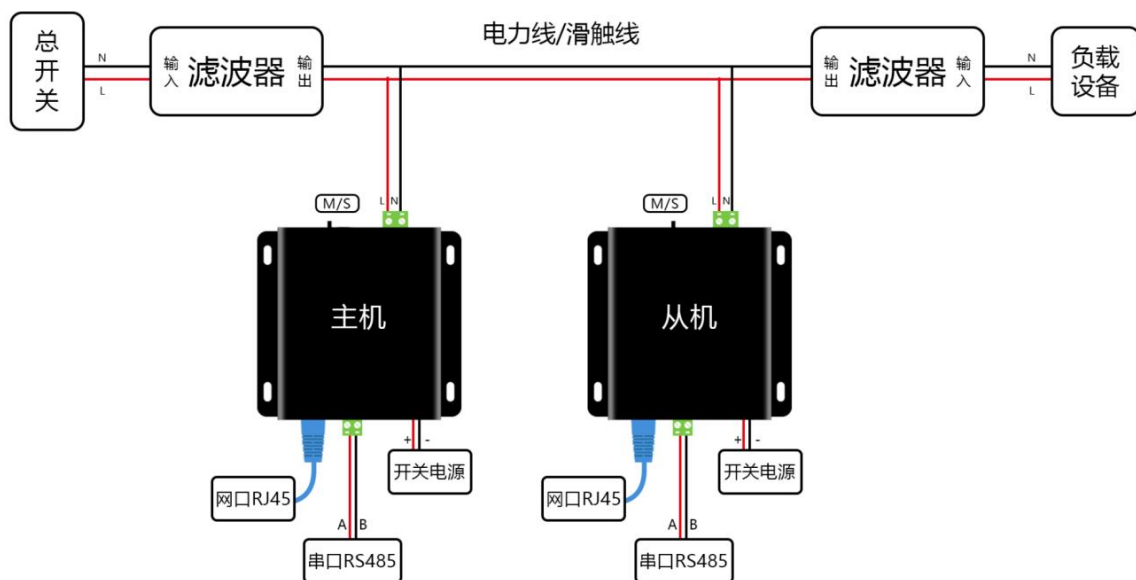 总
开
关
N
L
输
入
滤波器
输
出
电力线/滑触线
输
出
滤波器
输
入
N
L
负载
设备
M/S
L N
主机
网口RJ45
A B
串口RS485
+ -
开关电源
M/S
L N
从机
网口RJ45
A B
串口RS485
+ -
开关电源